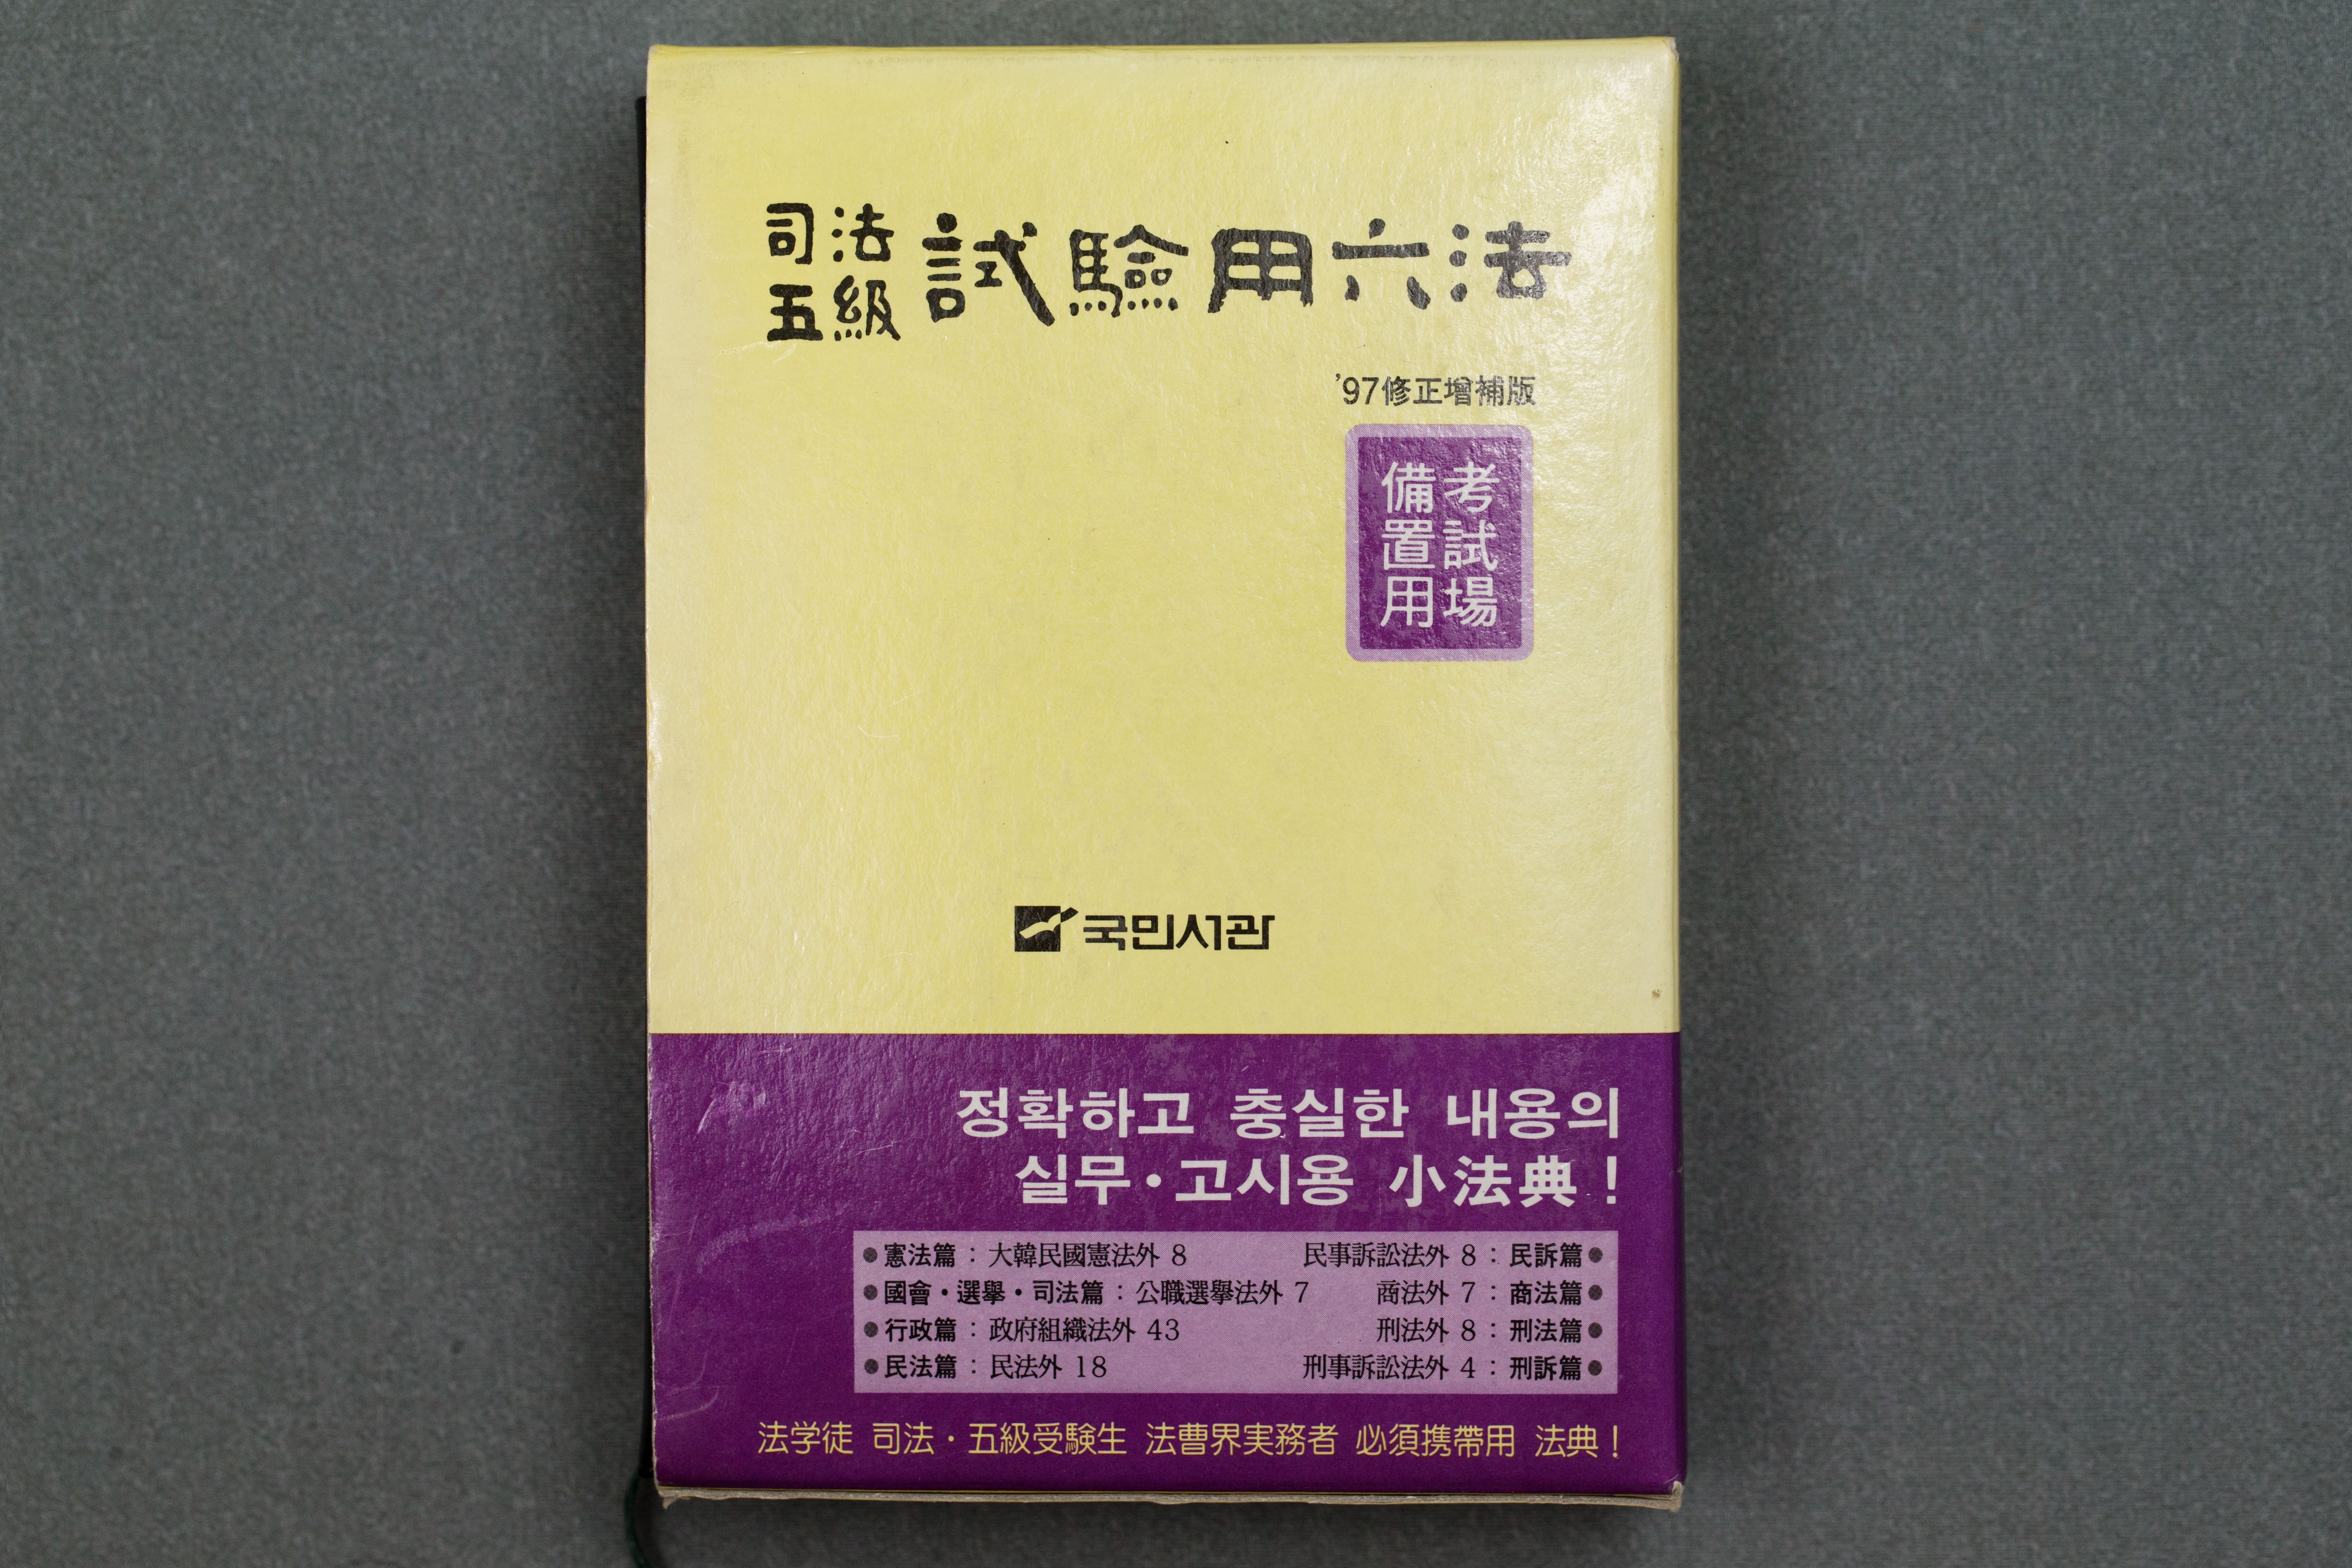 司法 五級 試驗用六法
'97修正增補版
考試場
備置用
국민서관
정확하고 충실한 내용의
실무·고시용 小法典!
●憲法篇 : 大韓民國憲法外 8 民事訴訟法外 8 : 民訴篇●
●國會·選擧·司法篇 : 公職選擧法外 7 商法外 7 : 商法篇●
●行政篇 : 政府組織法外 43 刑法外 8 : 刑法篇●
●民法篇 : 民法外 18 刑事訴訟法外 4 : 刑訴篇●
法学徒 司法·五級受験生 法曹界実務者 必須携帶用 法典!